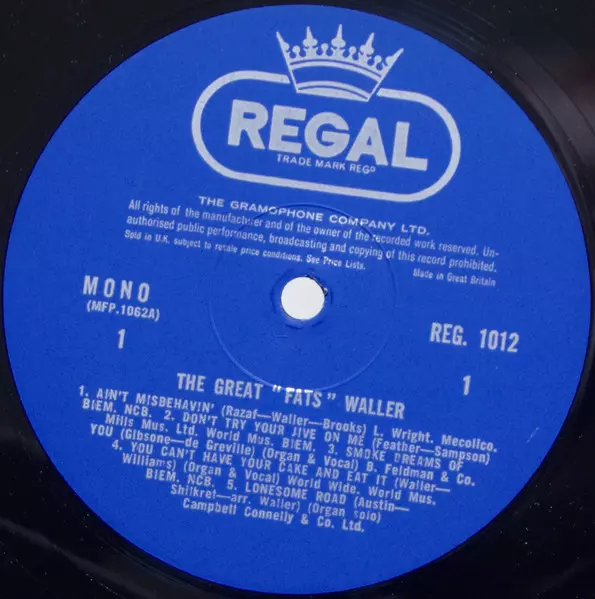 REGAL
TRADE MARK REGD
THE GRAMOPHONE COMPANY LTD.
All rights of the manufacturer and of the owner of the recorded work reserved. Un-
authorised public performance, broadcasting and copying of this record prohibited.
Sold in U.K. subject to retale price conditions. See Price Lists.
Made in Great Britain
MONO
(MFP.1062A)
REG. 1012
1
1
THE GREAT "FATS" WALLER
1. AIN'T MISBEHAVIN' (Razaf—Waller—Brooks) L. Wright. Mecolico.
BIEM. NCB. 2. DON'T TRY YOUR JIVE ON ME (Feather—Sampson)
Mills Mus. Ltd. World Mus. BIEM. 3. SMOKE DREAMS OF
YOU (Gibsone—de Greville) (Organ & Vocal) B. Feldman & Co.
4. YOU CAN'T HAVE YOUR CAKE AND EAT IT (Waller—
Williams) (Organ & Vocal) World Wide. World Mus.
BIEM. NCB. 5. LONESOME ROAD (Austin—
Shilkret—arr. Waller) (Organ solo)
Campbell Connelly & Co. Ltd.